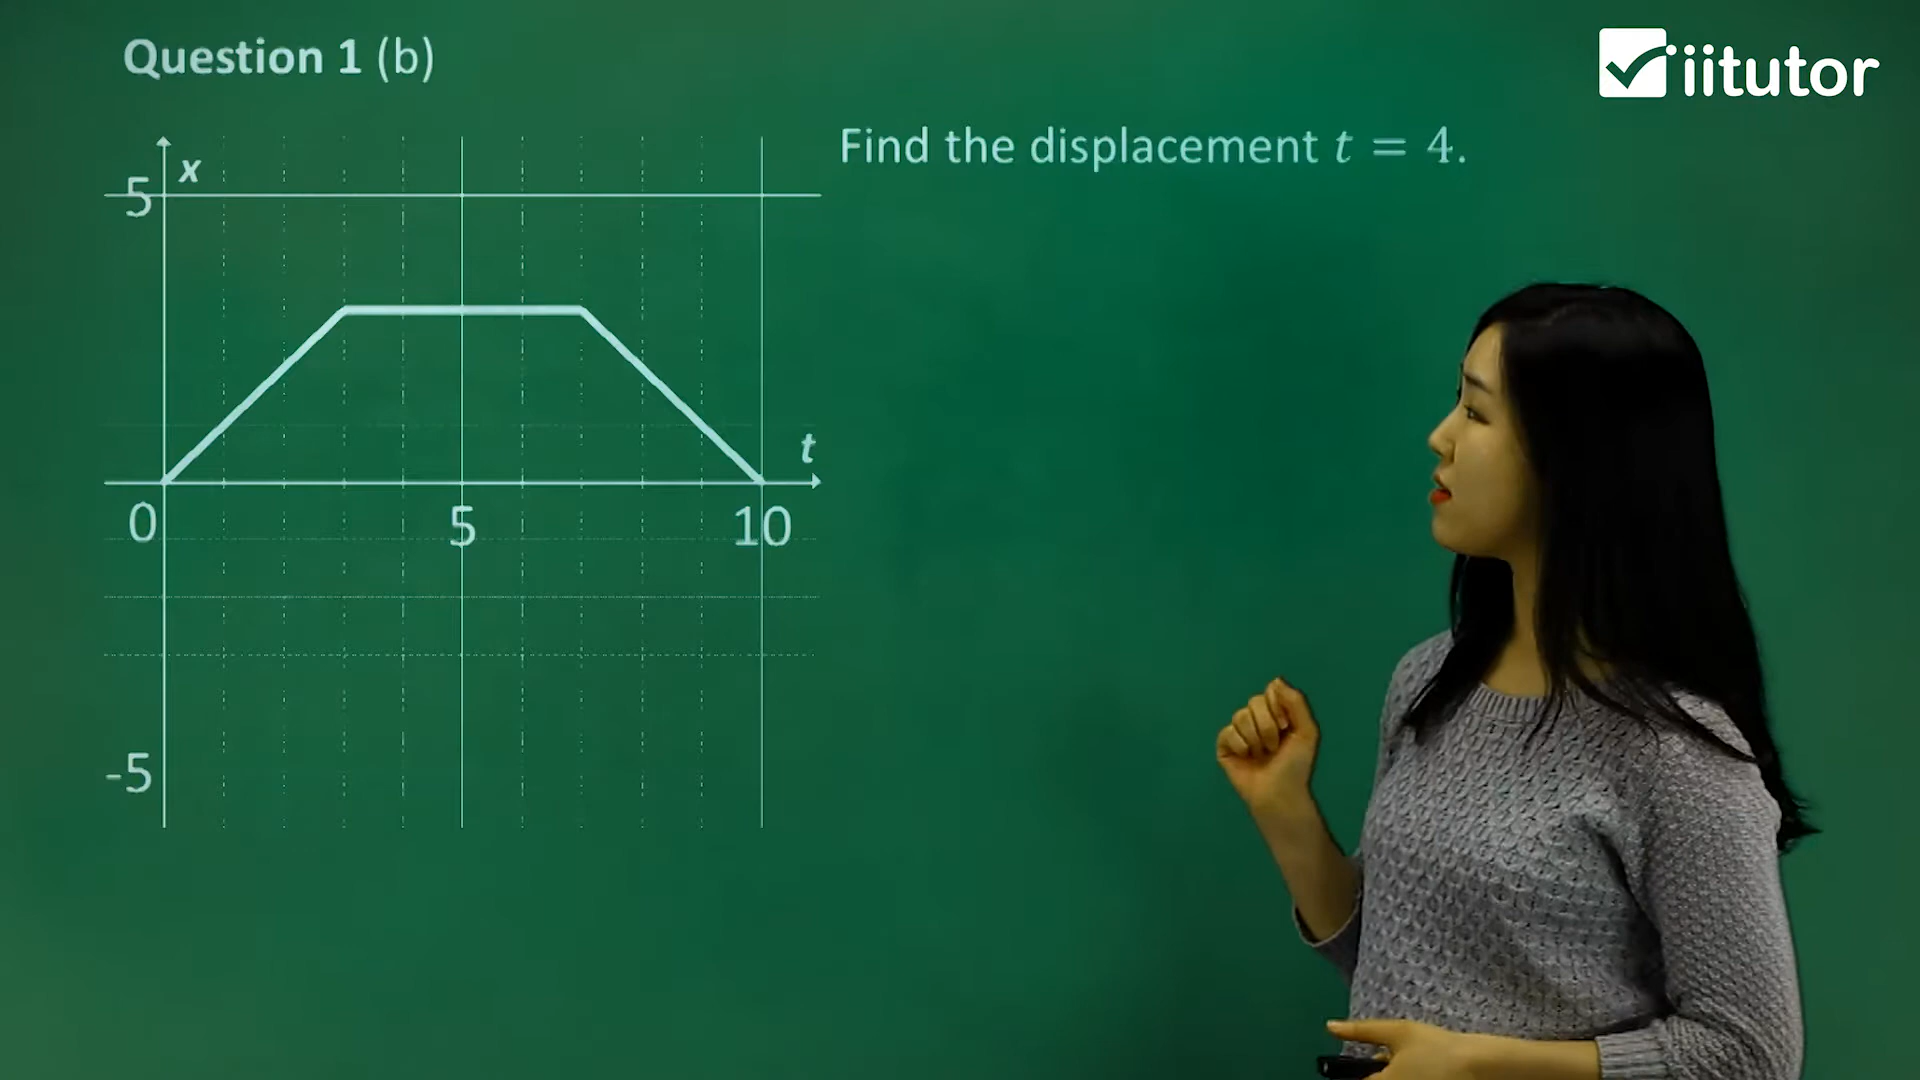 Question 1 (b)
iitutor
Find the displacement t = 4.
x
5
t
0
5
10
-5